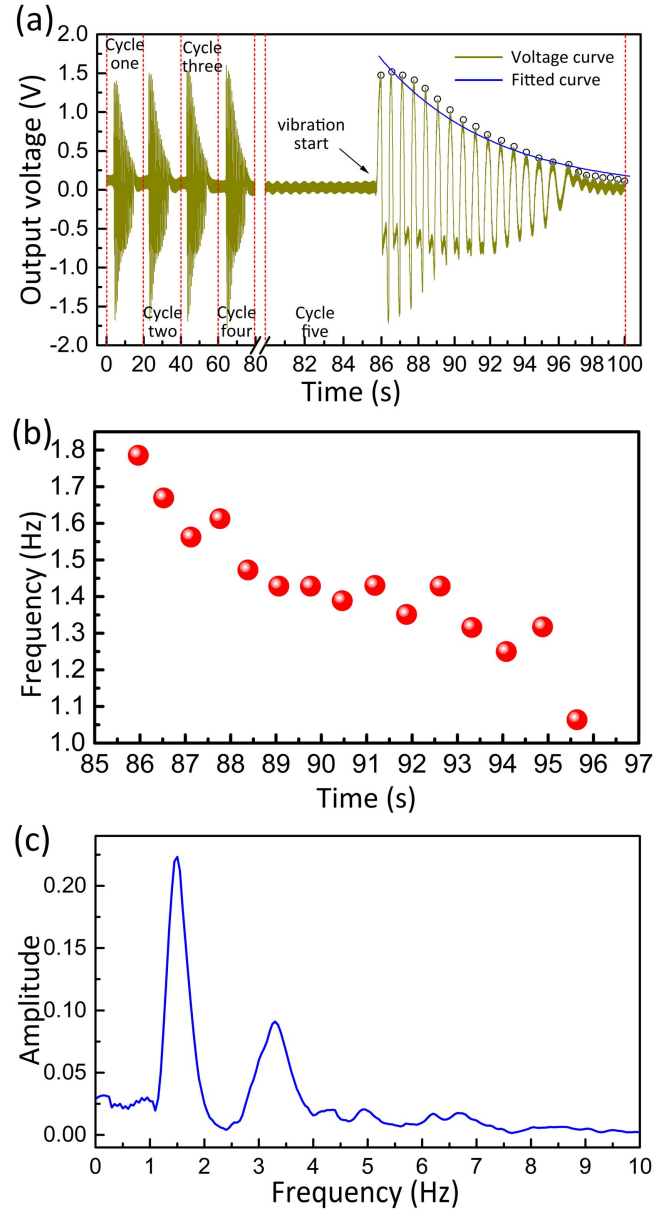 (a)
Output voltage (V)
2.0
1.5
1.0
0.5
0.0
-0.5
-1.0
-1.5
-2.0
Cycle
one
Cycle
three
Voltage curve
Fitted curve
vibration
start
Cycle
two
Cycle
four
Cycle
five
0 20 40 60 80 82 84 86 88 90 92 94 96 98 100
Time (s)
(b)
Frequency (Hz)
1.8
1.7
1.6
1.5
1.4
1.3
1.2
1.1
1.0
85 86 87 88 89 90 91 92 93 94 95 96 97
Time (s)
(c)
Amplitude
0.20
0.15
0.10
0.05
0.00
0 1 2 3 4 5 6 7 8 9 10
Frequency (Hz)